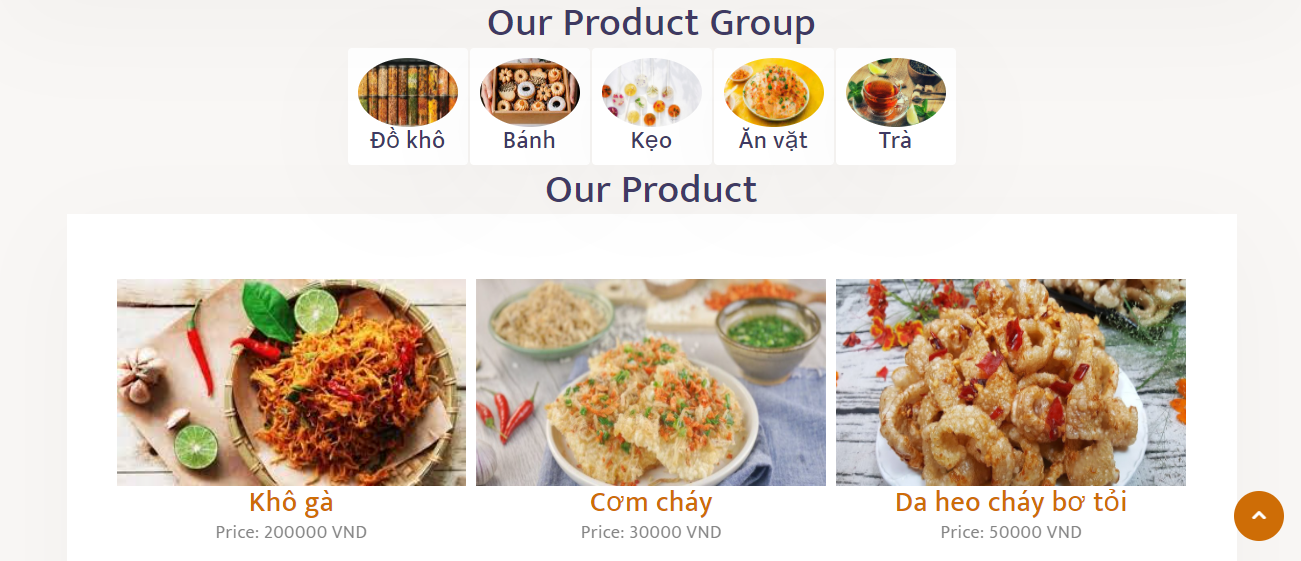 Our Product Group
Đồ khô Bánh Kẹo Ăn vặt Trà
Our Product
Khô gà Cơm cháy Da heo cháy bơ tỏi
Price: 200000 VND Price: 30000 VND Price: 50000 VND